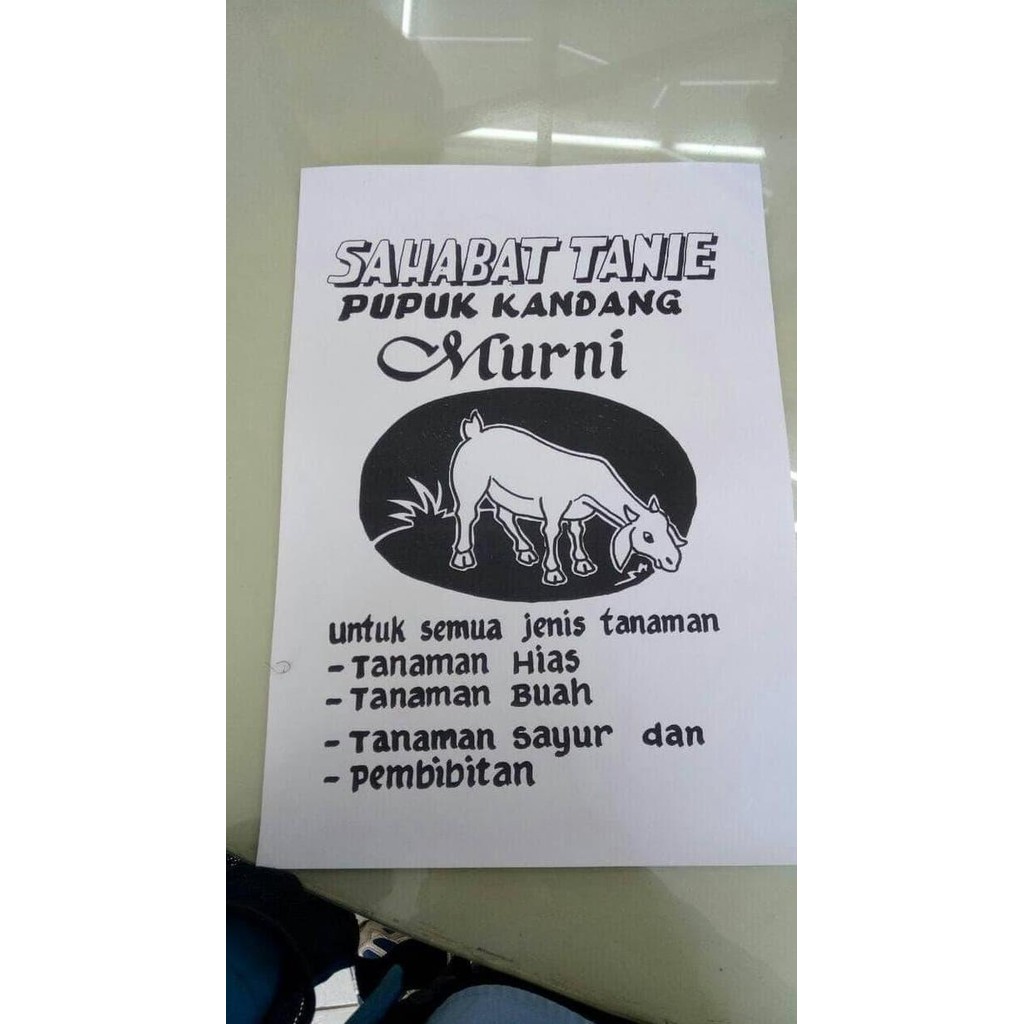 SAHABAT TANIE
PUPUK KANDANG
Murni
untuk semua jenis tanaman
- Tanaman Hias
- Tanaman Buah
- Tanaman Sayur dan
- Pembibitan